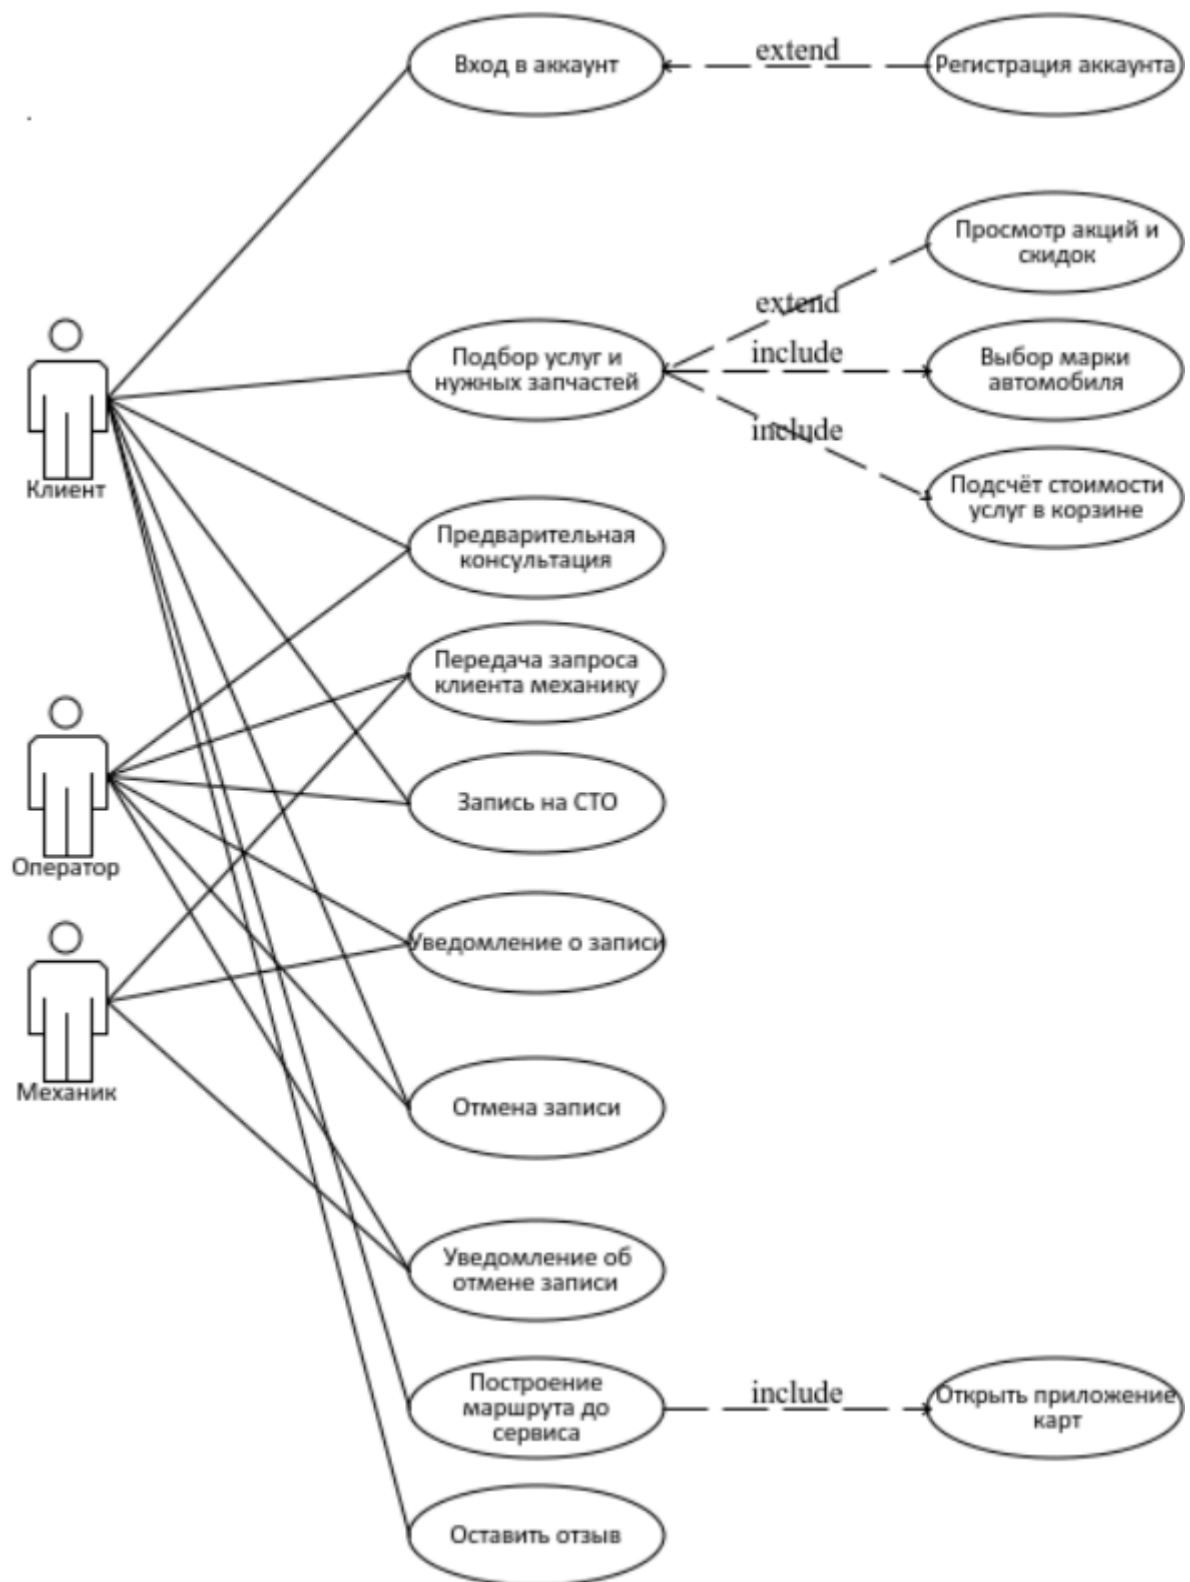 Вход в аккаунт
extend
Регистрация аккаунта
Просмотр акций и
скидок
extend
Подбор услуг и
нужных запчастей
include
Выбор марки
автомобиля
include
Подсчёт стоимости
услуг в корзине
Клиент
Предварительная
консультация
Передача запроса
клиента механику
Оператор
Запись на СТО
Уведомление о записи
Механик
Отмена записи
Уведомление об
отмене записи
Построение
маршрута до
сервиса
include
Открыть приложение
карт
Оставить отзыв